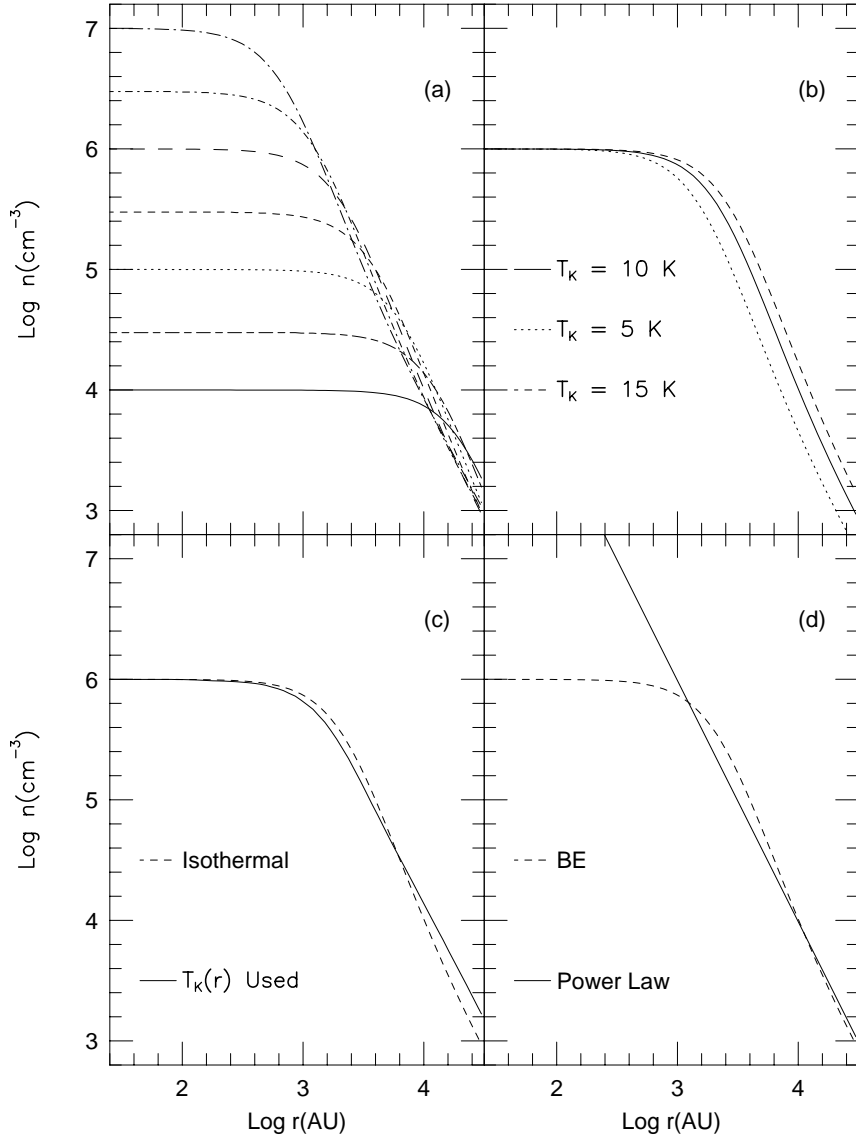 7
6
5
4
3
Log n(cm⁻³)
(a)
(b)
T_K = 10 K
T_K = 5 K
T_K = 15 K
7
6
5
4
3
Log n(cm⁻³)
(c)
Isothermal
T_K(r) Used
(d)
BE
Power Law
2 3 4
2 3 4
Log r(AU)
Log r(AU)